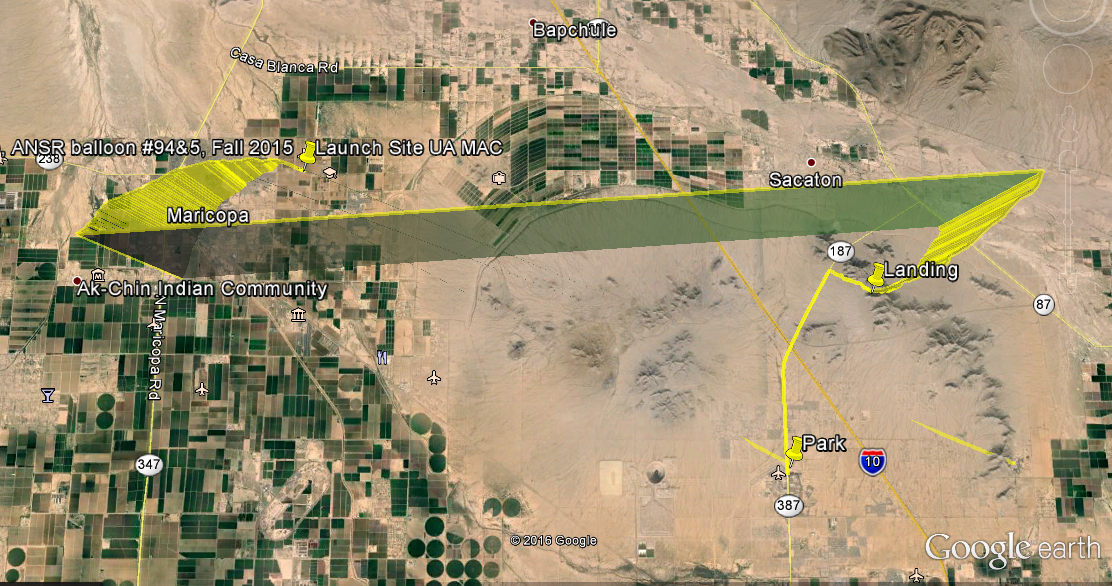 Bapchule
Casa Blanca Rd
ANSR balloon #94&5, Fall 2015
Launch Site UA MAC
238
Sacaton
Maricopa
187
Landing
Ak-Chin Indian Community
87
N Maricopa Rd
Park
10
347
387
© 2016 Google
Google earth